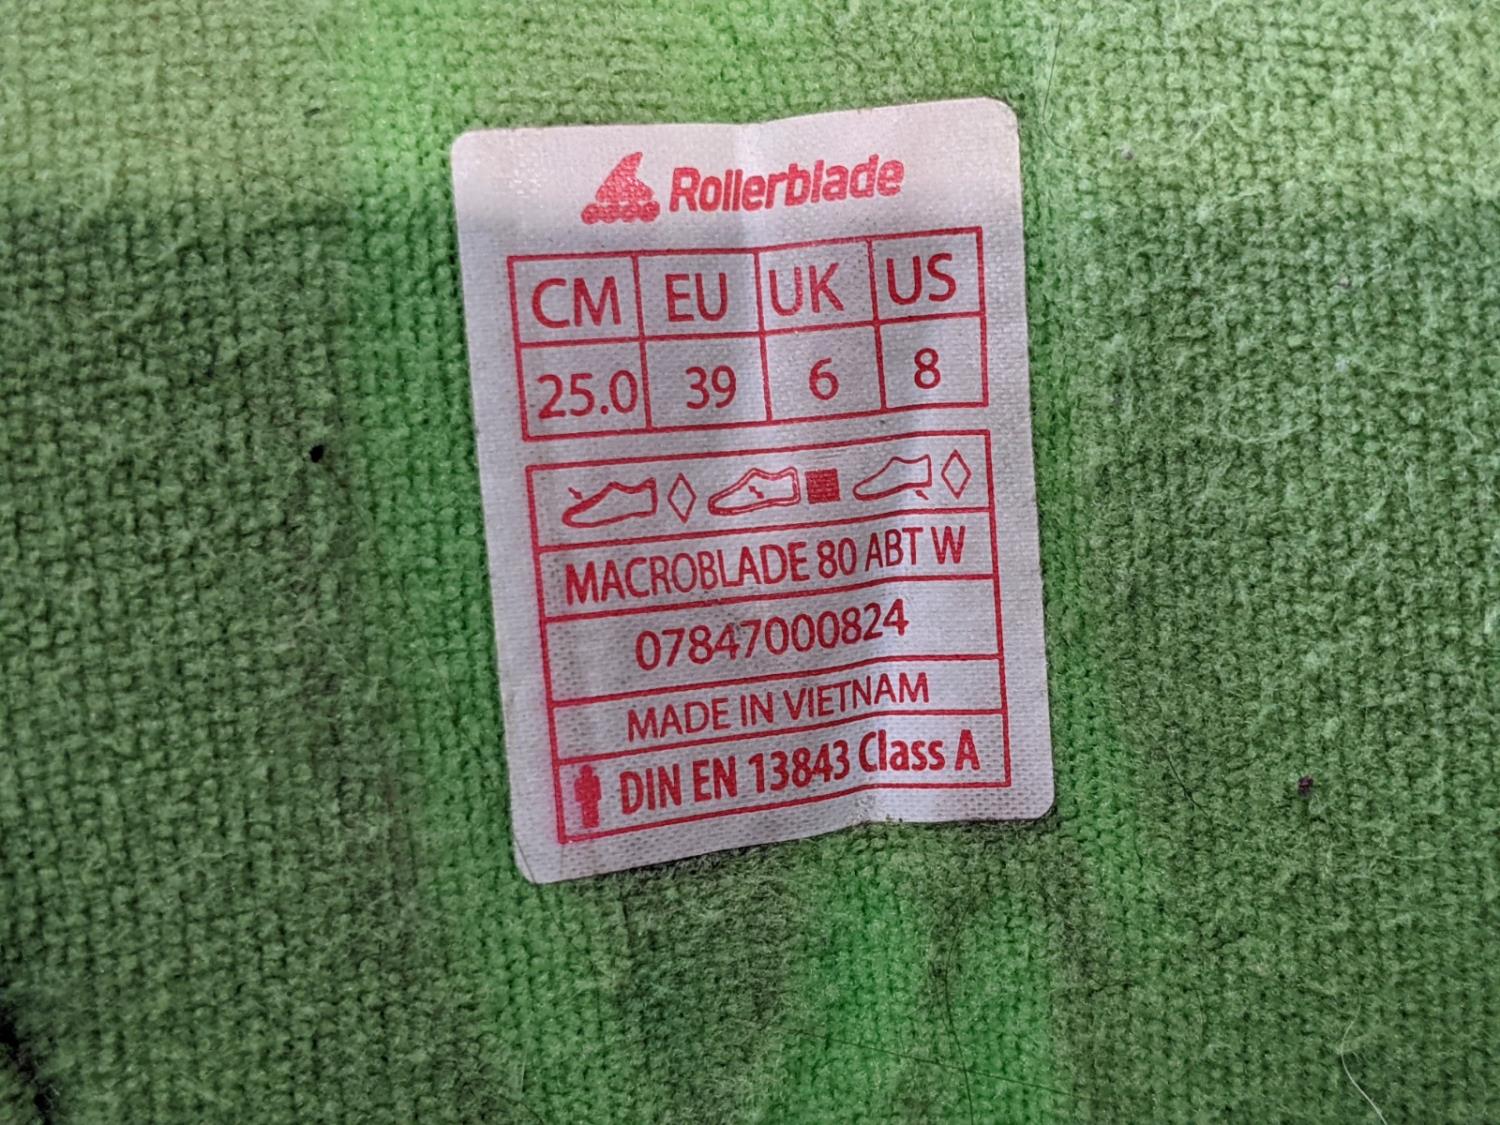 Rollerblade
CM EU UK US
25.0 39 6 8
MACROBLADE 80 ABT W
07847000824
MADE IN VIETNAM
DIN EN 13843 Class A